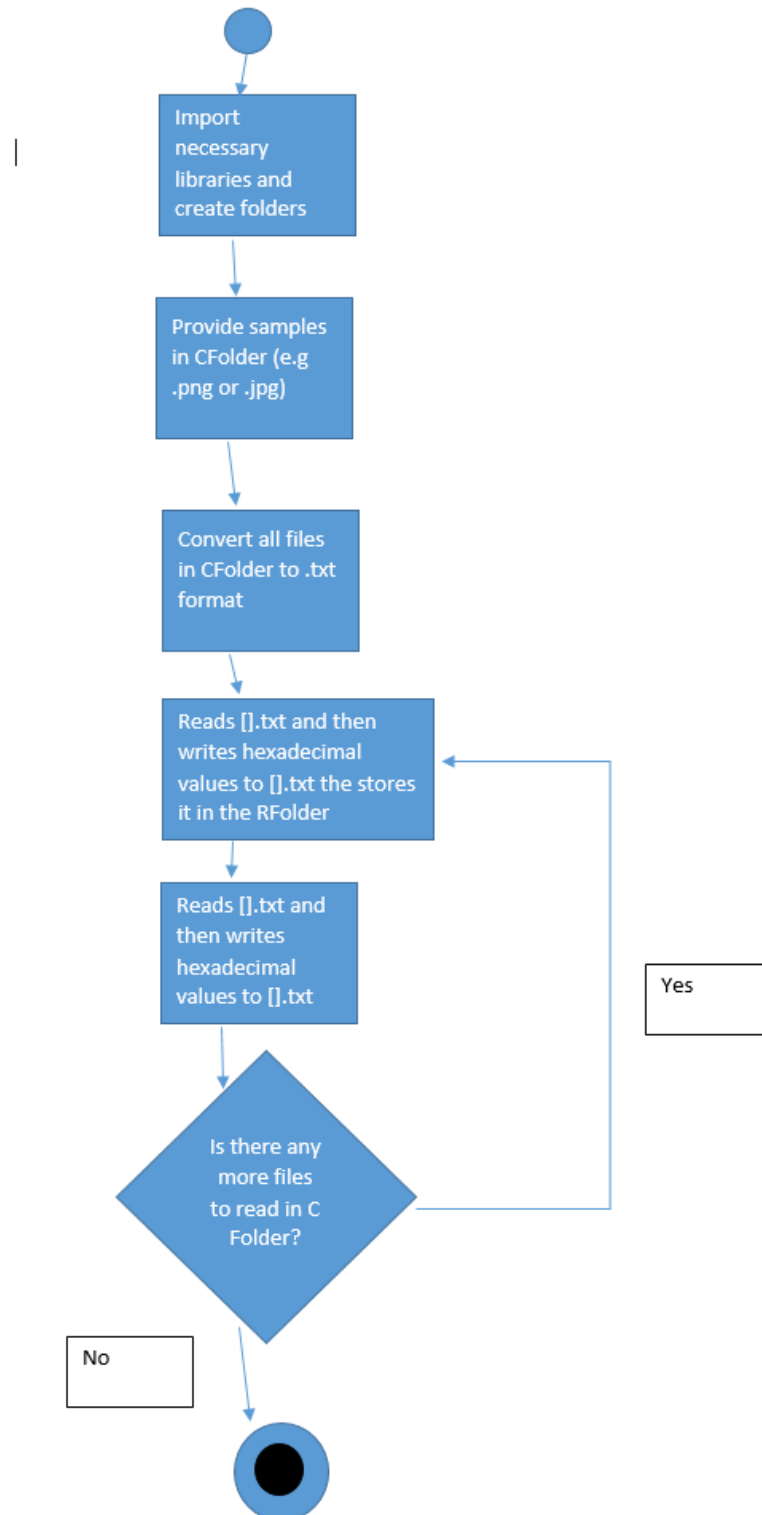 Import
necessary
libraries and
create folders
Provide samples
in CFolder (e.g
.png or .jpg)
Convert all files
in CFolder to .txt
format
Reads [].txt and then
writes hexadecimal
values to [].txt the stores
it in the RFolder
Reads [].txt and
then writes
hexadecimal
values to [].txt
Yes
Is there any
more files
to read in C
Folder?
No